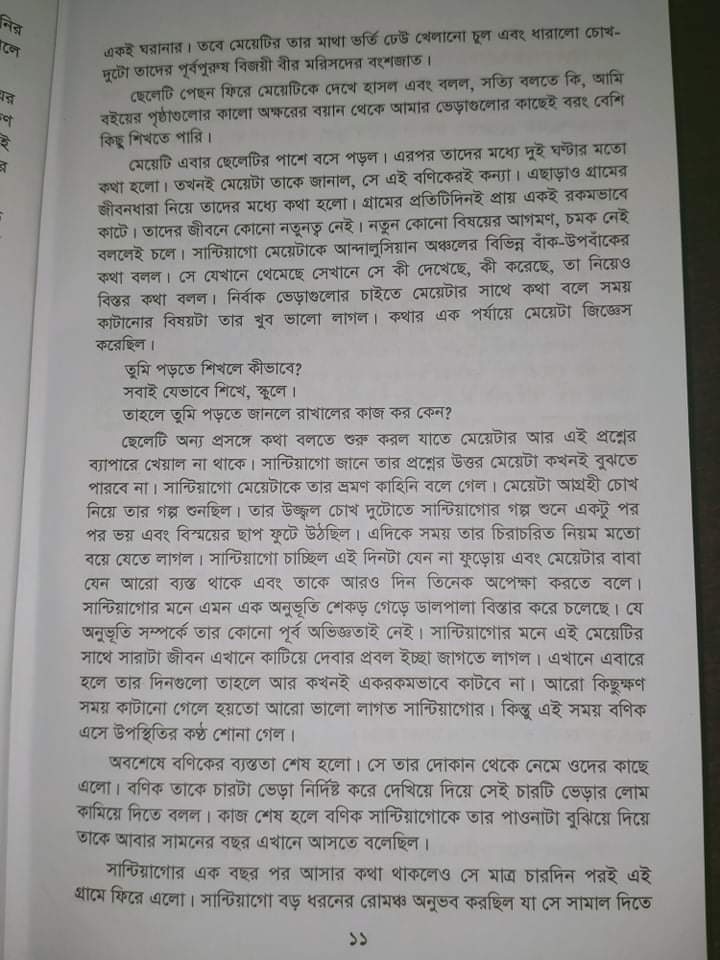 একই ঘরানার। তবে মেয়েটির তার মাথা ভর্তি ঢেউ খেলানো চুল এবং ধারালো চোখ-
দুটো তাদের পূর্বপুরুষ বিজয়ী বীর মরিসদের বংশজাত।
ছেলেটি পেছন ফিরে মেয়েটিকে দেখে হাসল এবং বলল, সত্যি বলতে কি, আমি
বইয়ের পৃষ্ঠাগুলোর কালো অক্ষরের বয়ান থেকে আমার ভেড়াগুলোর কাছেই বরং বেশি
কিছু শিখতে পারি।
মেয়েটি এবার ছেলেটির পাশে বসে পড়ল। এরপর তাদের মধ্যে দুই ঘণ্টার মতো
কথা হলো। তখনই মেয়েটা তাকে জানাল, সে এই বণিকেরই কন্যা। এছাড়াও গ্রামের
জীবনধারা নিয়ে তাদের মধ্যে কথা হলো। গ্রামের প্রতিটিদিনই প্রায় একই রকমভাবে
কাটে। তাদের জীবনে কোনো নতুনত্ব নেই। নতুন কোনো বিষয়ের আগমণ, চমক নেই
বললেই চলে। সান্টিয়াগো মেয়েটাকে আন্দালুসিয়ান অঞ্চলের বিভিন্ন বাঁক-উপবাঁকের
কথা বলল। সে যেখানে থেমেছে সেখানে সে কী দেখেছে, কী করেছে, তা নিয়েও
বিস্তর কথা বলল। নির্বাক ভেড়াগুলোর চাইতে মেয়েটার সাথে কথা বলে সময়
কাটানোর বিষয়টা তার খুব ভালো লাগল। কথার এক পর্যায়ে মেয়েটা জিজ্ঞেস
করেছিল।
তুমি পড়তে শিখলে কীভাবে?
সবাই যেভাবে শিখে, স্কুলে।
তাহলে তুমি পড়তে জানলে রাখালের কাজ কর কেন?
ছেলেটি অন্য প্রসঙ্গে কথা বলতে শুরু করল যাতে মেয়েটার আর এই প্রশ্নের
ব্যাপারে খেয়াল না থাকে। সান্টিয়াগো জানে তার প্রশ্নের উত্তর মেয়েটা কখনই বুঝতে
পারবে না। সান্টিয়াগো মেয়েটাকে তার ভ্রমণ কাহিনি বলে গেল। মেয়েটা আগ্রহী চোখ
নিয়ে তার গল্প শুনছিল। তার উজ্জ্বল চোখ দুটোতে সান্টিয়াগোর গল্প শুনে একটু পর
পর ভয় এবং বিস্ময়ের ছাপ ফুটে উঠছিল। এদিকে সময় তার চিরাচরিত নিয়ম মতো
বয়ে যেতে লাগল। সান্টিয়াগো চাচ্ছিল এই দিনটা যেন না ফুড়োয় এবং মেয়েটার বাবা
যেন আরো ব্যস্ত থাকে এবং তাকে আরও দিন তিনেক অপেক্ষা করতে বলে।
সান্টিয়াগোর মনে এমন এক অনুভূতি শেকড় গেড়ে ডালপালা বিস্তার করে চলেছে। যে
অনুভূতি সম্পর্কে তার কোনো পূর্ব অভিজ্ঞতাই নেই। সান্টিয়াগোর মনে এই মেয়েটির
সাথে সারাটা জীবন এখানে কাটিয়ে দেবার প্রবল ইচ্ছা জাগতে লাগল। এখানে এবারে
হলে তার দিনগুলো তাহলে আর কখনই একরকমভাবে কাটবে না। আরো কিছুক্ষণ
সময় কাটানো গেলে হয়তো আরো ভালো লাগত সান্টিয়াগোর। কিন্তু এই সময় বণিক
এসে উপস্থিতির কণ্ঠ শোনা গেল।
অবশেষে বণিকের ব্যস্ততা শেষ হলো। সে তার দোকান থেকে নেমে ওদের কাছে
এলো। বণিক তাকে চারটা ভেড়া নির্দিষ্ট করে দেখিয়ে দিয়ে সেই চারটি ভেড়ার লোম
কামিয়ে দিতে বলল। কাজ শেষ হলে বণিক সান্টিয়াগোকে তার পাওনাটা বুঝিয়ে দিয়ে
তাকে আবার সামনের বছর এখানে আসতে বলেছিল।
সান্টিয়াগোর এক বছর পর আসার কথা থাকলেও সে মাত্র চারদিন পরই এই
গ্রামে ফিরে এলো। সান্টিয়াগো বড় ধরনের রোমঞ্চ অনুভব করছিল যা সে সামাল দিতে
১১